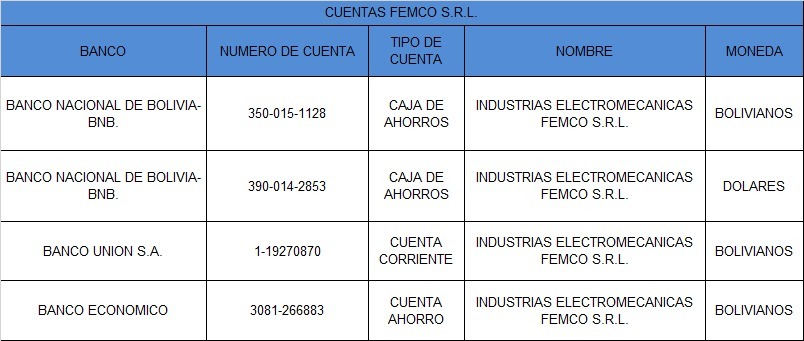 CUENTAS FEMCO S.R.L.
BANCO NUMERO DE CUENTA TIPO DE CUENTA NOMBRE MONEDA
BANCO NACIONAL DE BOLIVIA-BNB. 350-015-1128 CAJA DE AHORROS INDUSTRIAS ELECTROMECANICAS FEMCO S.R.L. BOLIVIANOS
BANCO NACIONAL DE BOLIVIA-BNB. 390-014-2853 CAJA DE AHORROS INDUSTRIAS ELECTROMECANICAS FEMCO S.R.L. DOLARES
BANCO UNION S.A. 1-19270870 CUENTA CORRIENTE INDUSTRIAS ELECTROMECANICAS FEMCO S.R.L. BOLIVIANOS
BANCO ECONOMICO 3081-266883 CUENTA AHORRO INDUSTRIAS ELECTROMECANICAS FEMCO S.R.L. BOLIVIANOS